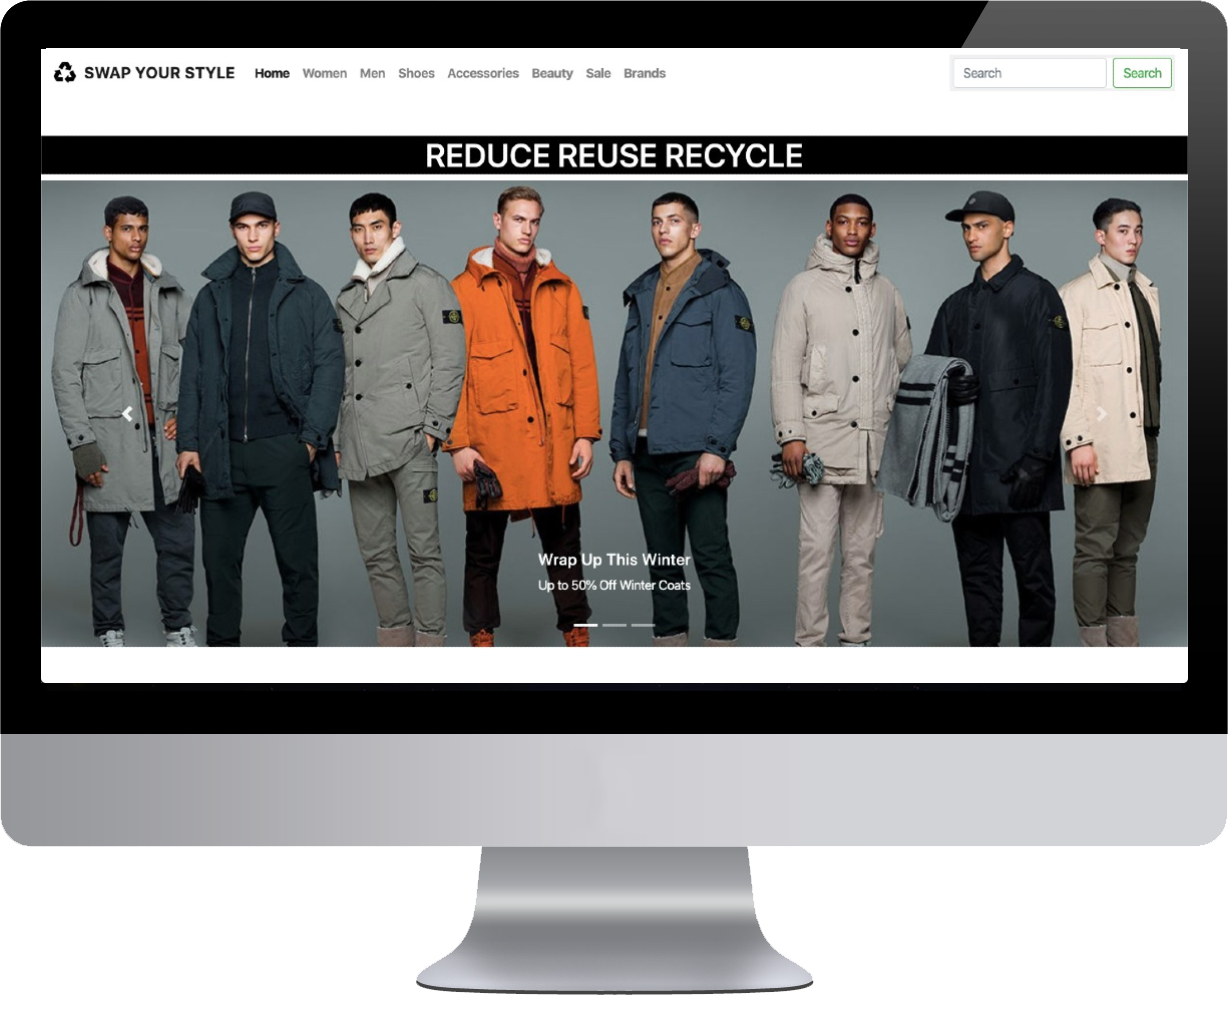 SWAP YOUR STYLE Home Women Men Shoes Accessories Beauty Sale Brands Search Search
REDUCE REUSE RECYCLE
Wrap Up This Winter
Up to 50% Off Winter Coats